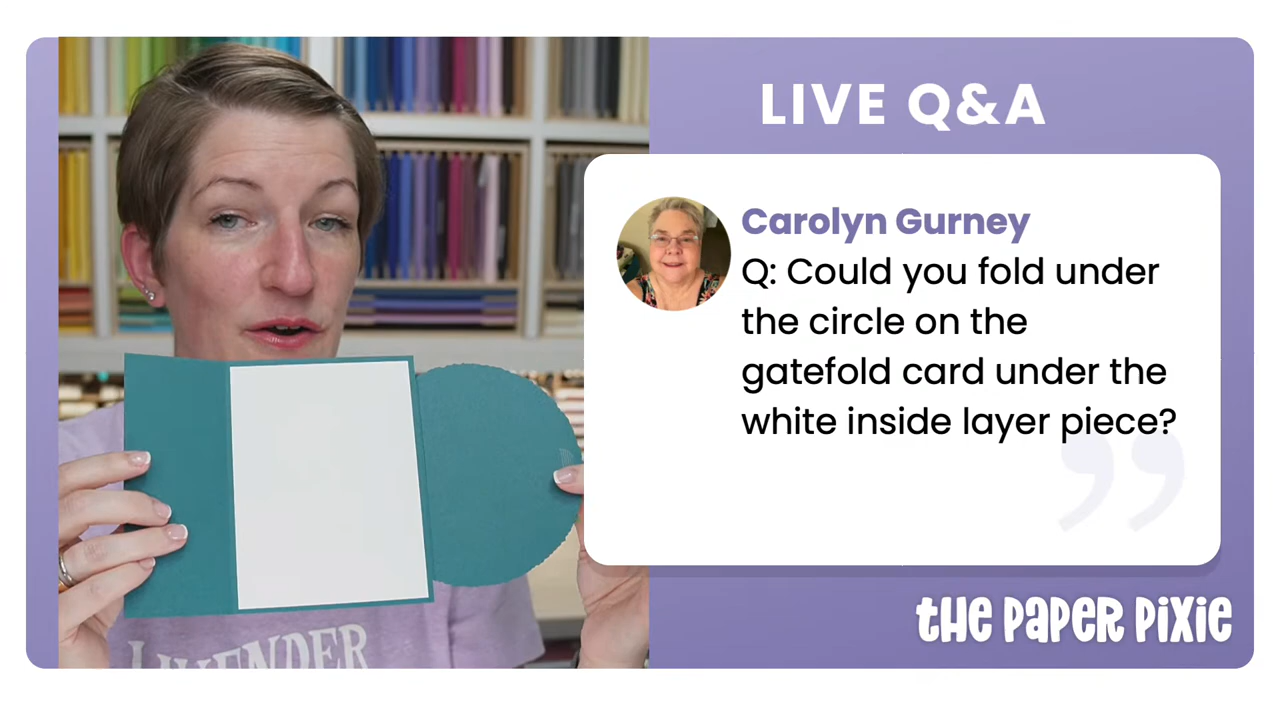 LIVE Q&A
Carolyn Gurney
Q: Could you fold under
the circle on the
gatefold card under the
white inside layer piece?
the PAPER PiXiE
LIVENDER